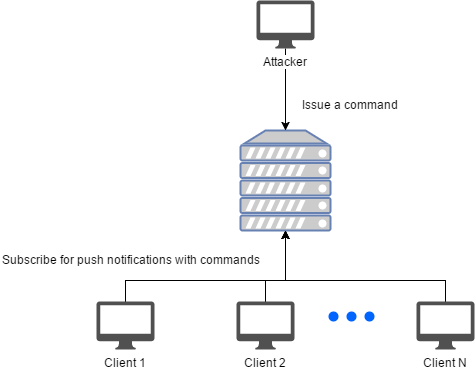 Attacker
Issue a command
Subscribe for push notifications with commands
Client 1
Client 2
Client N